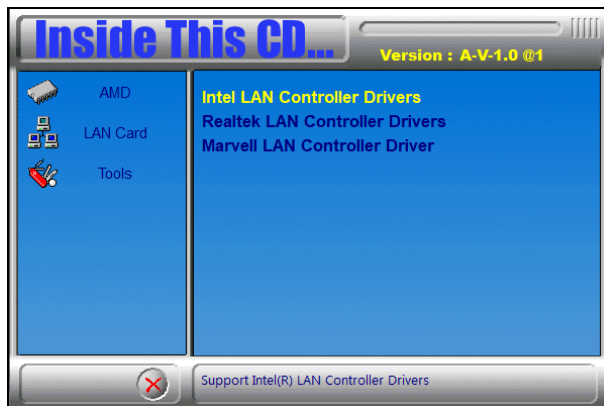 Inside This CD...
Version : A-V-1.0 @1
AMD
LAN Card
Tools
Intel LAN Controller Drivers
Realtek LAN Controller Drivers
Marvell LAN Controller Driver
Support Intel(R) LAN Controller Drivers